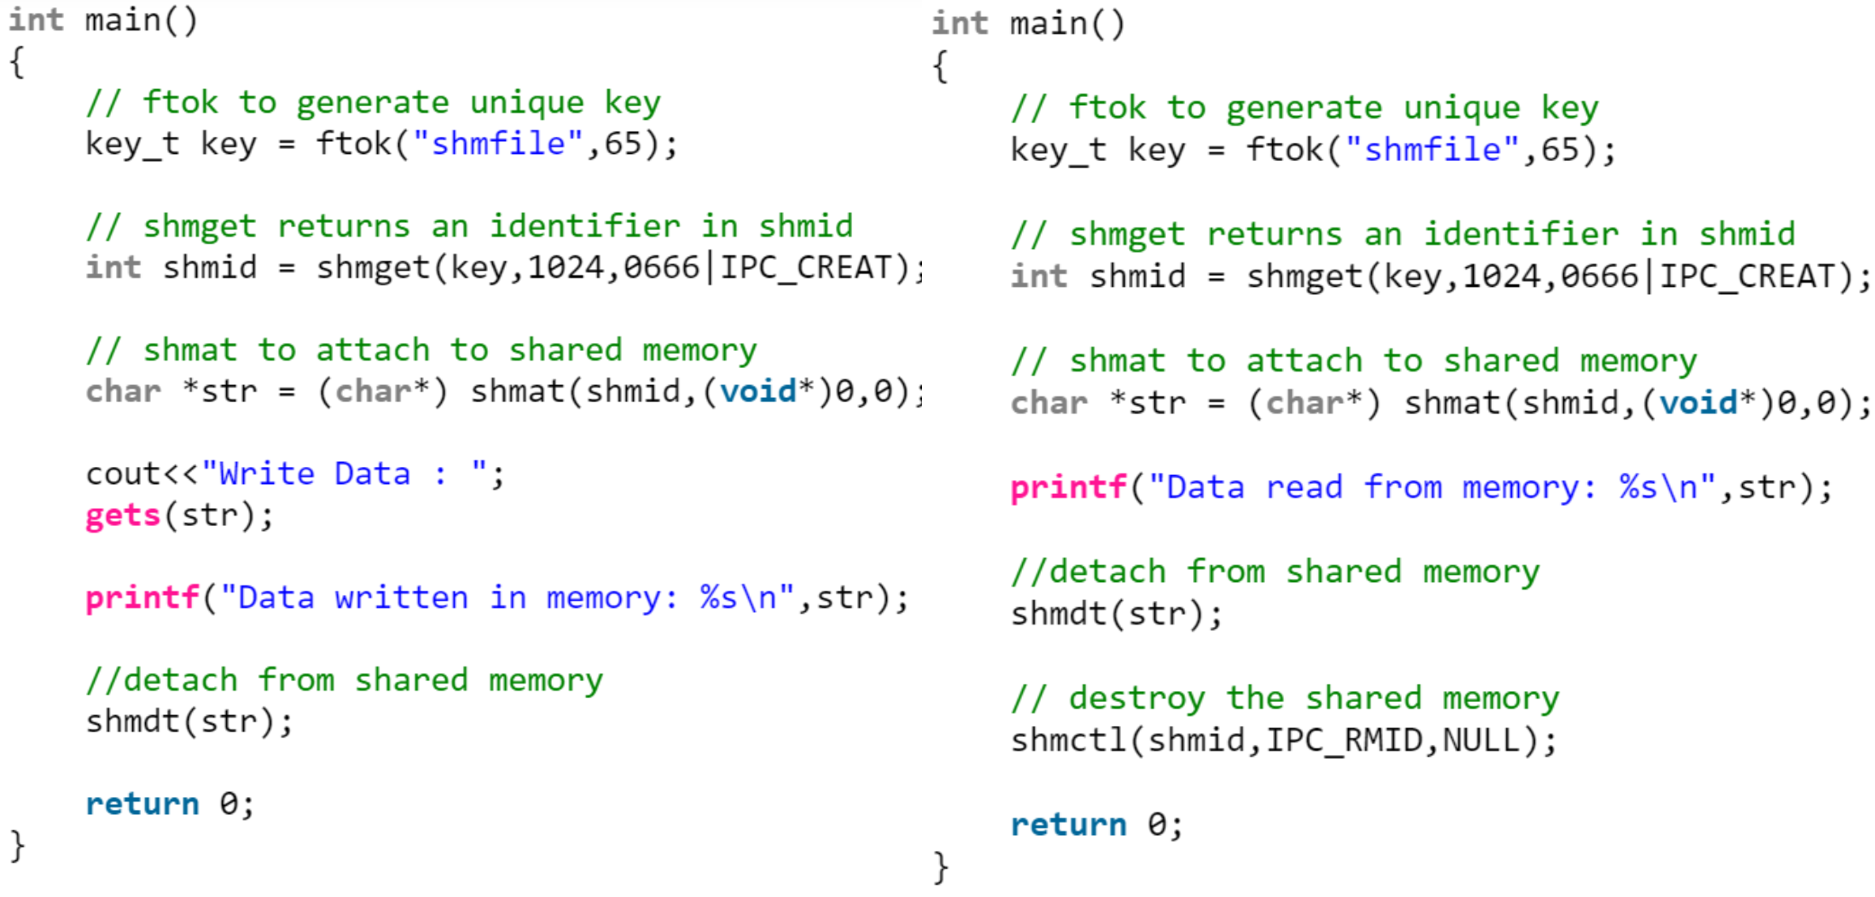 int main()
{
// ftok to generate unique key
key_t key = ftok("shmfile",65);
// shmget returns an identifier in shmid
int shmid = shmget(key,1024,0666|IPC_CREAT);
// shmat to attach to shared memory
char *str = (char*) shmat(shmid,(void*)0,0);
cout<<"Write Data : ";
gets(str);
printf("Data written in memory: %s\n",str);
//detach from shared memory
shmdt(str);
return 0;
}
int main()
{
// ftok to generate unique key
key_t key = ftok("shmfile",65);
// shmget returns an identifier in shmid
int shmid = shmget(key,1024,0666|IPC_CREAT);
// shmat to attach to shared memory
char *str = (char*) shmat(shmid,(void*)0,0);
printf("Data read from memory: %s\n",str);
//detach from shared memory
shmdt(str);
// destroy the shared memory
shmctl(shmid,IPC_RMID,NULL);
return 0;
}